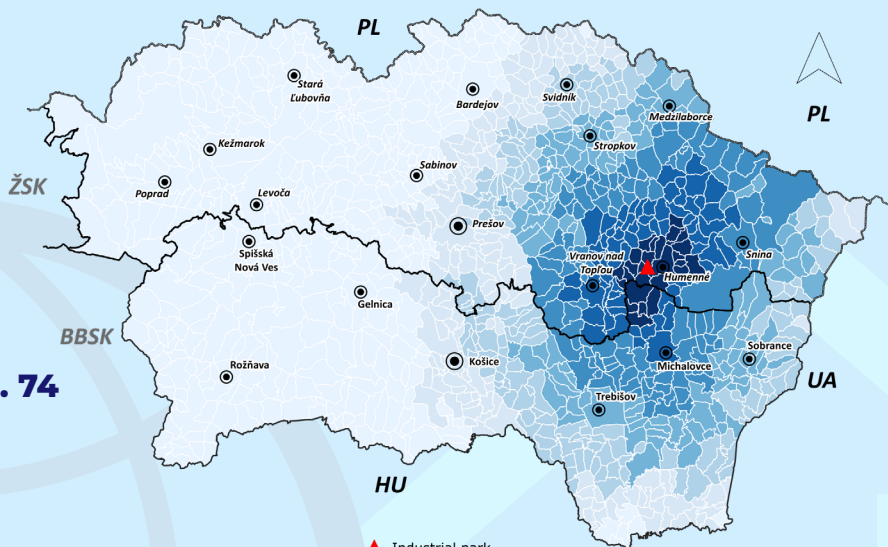 PL
Stará
Ľubovňa
Bardejov
Svidník
Medzilaborce
PL
Kežmarok
Stropkov
Sabinov
ŽSK
Poprad
Levoča
Prešov
Spišská
Nová Ves
Vranov nad
Topľou
Humenné
Snina
Gelnica
BBSK
Košice
Sobrance
Rožňava
Michalovce
. 74
UA
Trebišov
HU
Industrial park